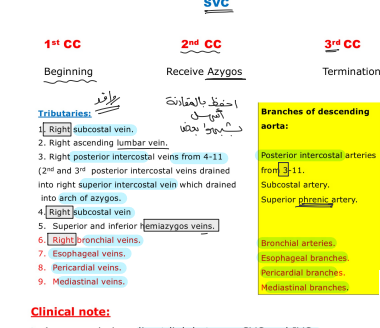 SVC
1st CC 2nd CC 3rd CC
Beginning Receive Azygos Termination
روافد
احفظ بالمقارنة
أسهل
Tributaries:
1. Right subcostal vein.
2. Right ascending lumbar vein.
3. Right posterior intercostal veins from 4-11
(2nd and 3rd posterior intercostal veins drained
into right superior intercostal vein which drained
into arch of azygos.
4. Right subcostal vein
5. Superior and inferior hemiazygos veins.
6. Right bronchial veins.
7. Esophageal veins.
8. Pericardial veins.
9. Mediastinal veins.
Branches of descending
aorta:
Posterior intercostal arteries
from 3-11.
Subcostal artery.
Superior phrenic artery.
Bronchial arteries.
Esophageal branches.
Pericardial branches.
Mediastinal branches.
Clinical note: